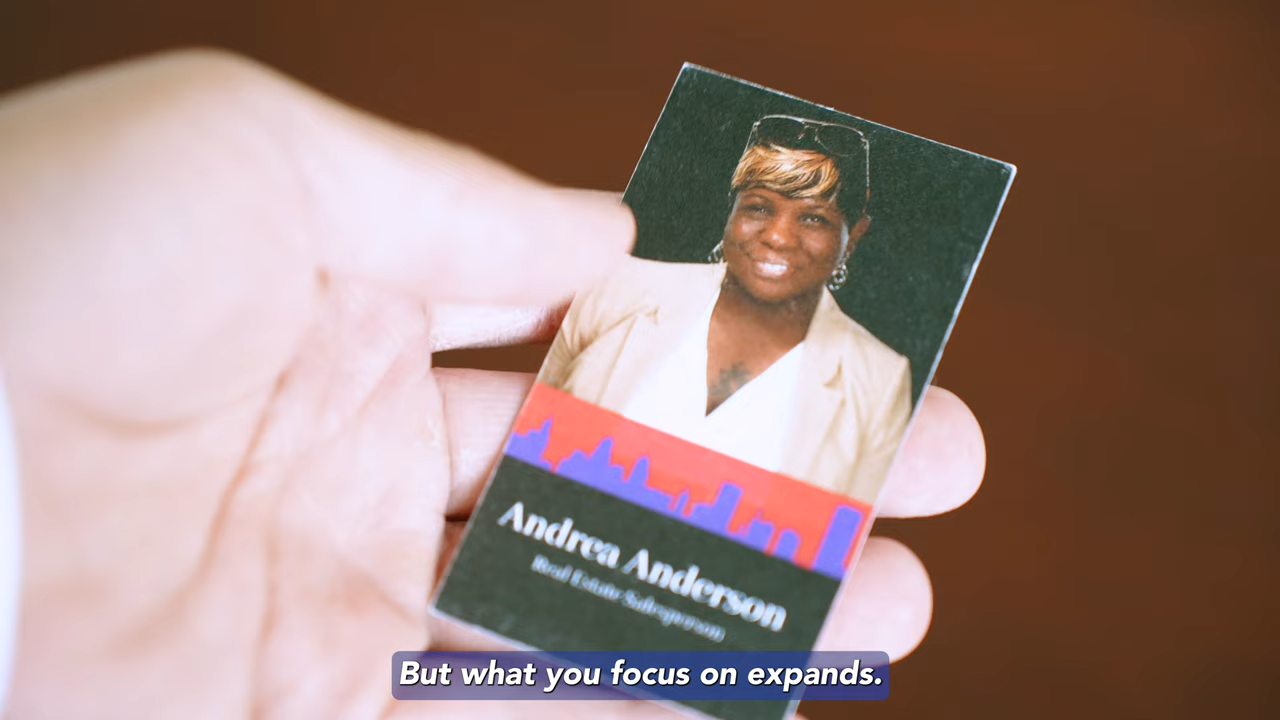 Andrea Anderson
Real Estate Salesperson
But what you focus on expands.